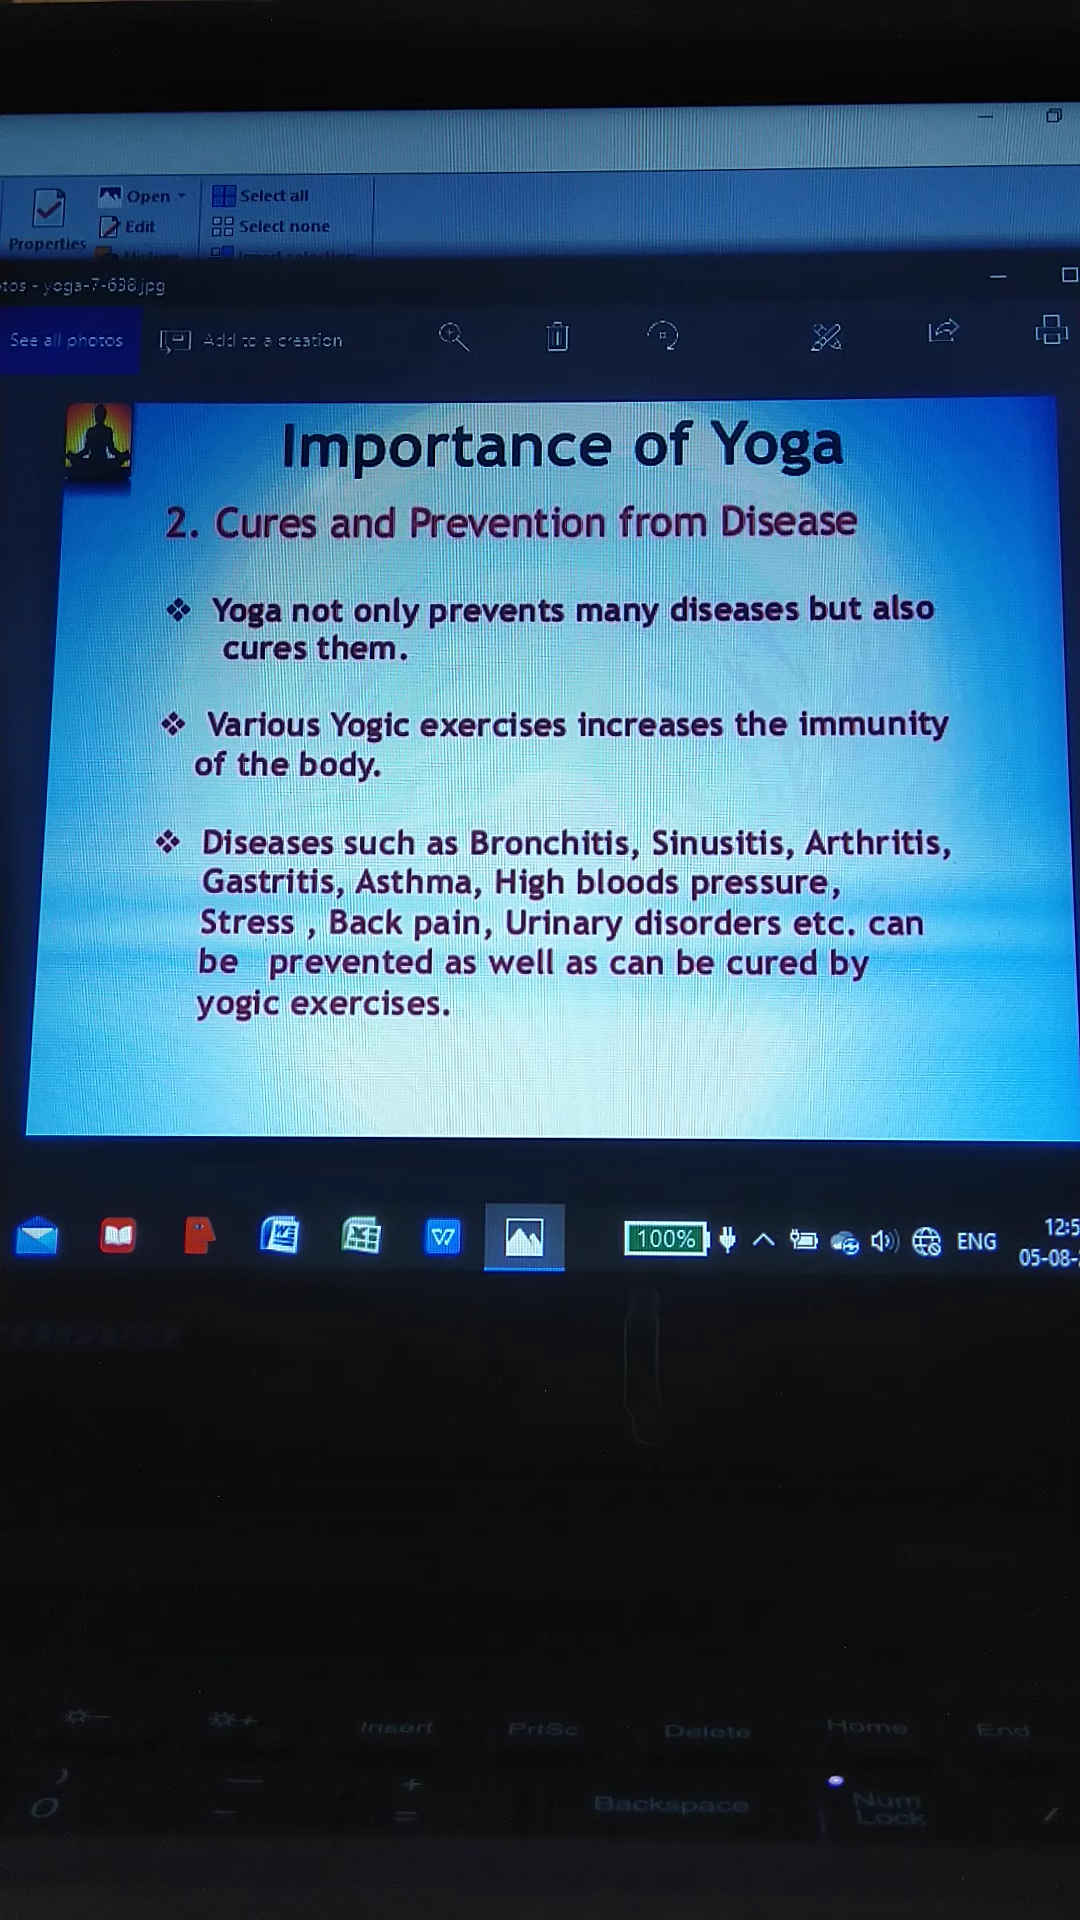 Properties
Open
Edit
Select all
Select none
tos - yoga-7-638.jpg
See all photos
Add to a creation
Importance of Yoga
2. Cures and Prevention from Disease
❖ Yoga not only prevents many diseases but also
cures them.
❖ Various Yogic exercises increases the immunity
of the body.
❖ Diseases such as Bronchitis, Sinusitis, Arthritis,
Gastritis, Asthma, High bloods pressure,
Stress , Back pain, Urinary disorders etc. can
be prevented as well as can be cured by
yogic exercises.
100%
ENG
12:5
05-08-
Insert
PrtSc
Delete
Home
End
Backspace
Num
Lock